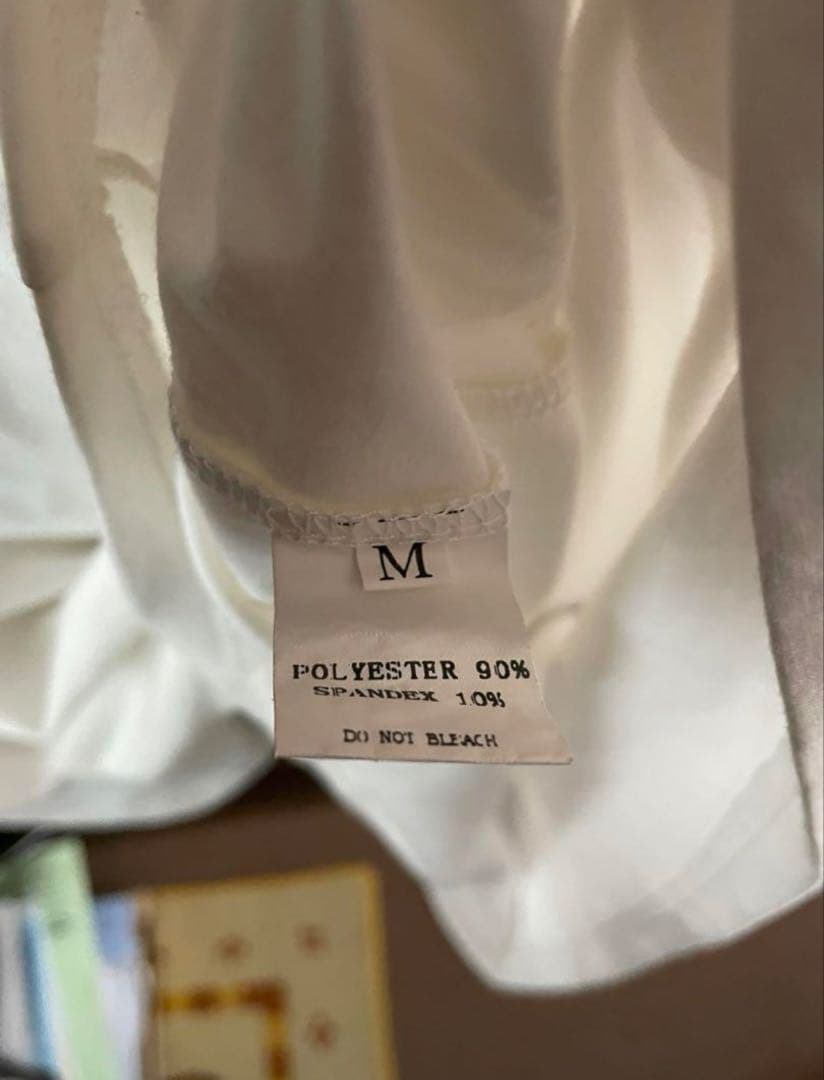 M
POLYESTER 90%
SPANDEX 10%
DO NOT BLEACH